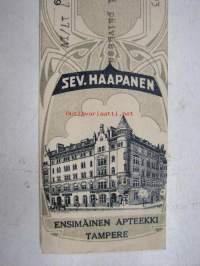 SEV. HAAPANEN
ENSIMÄINEN APTEEKKI
TAMPERE